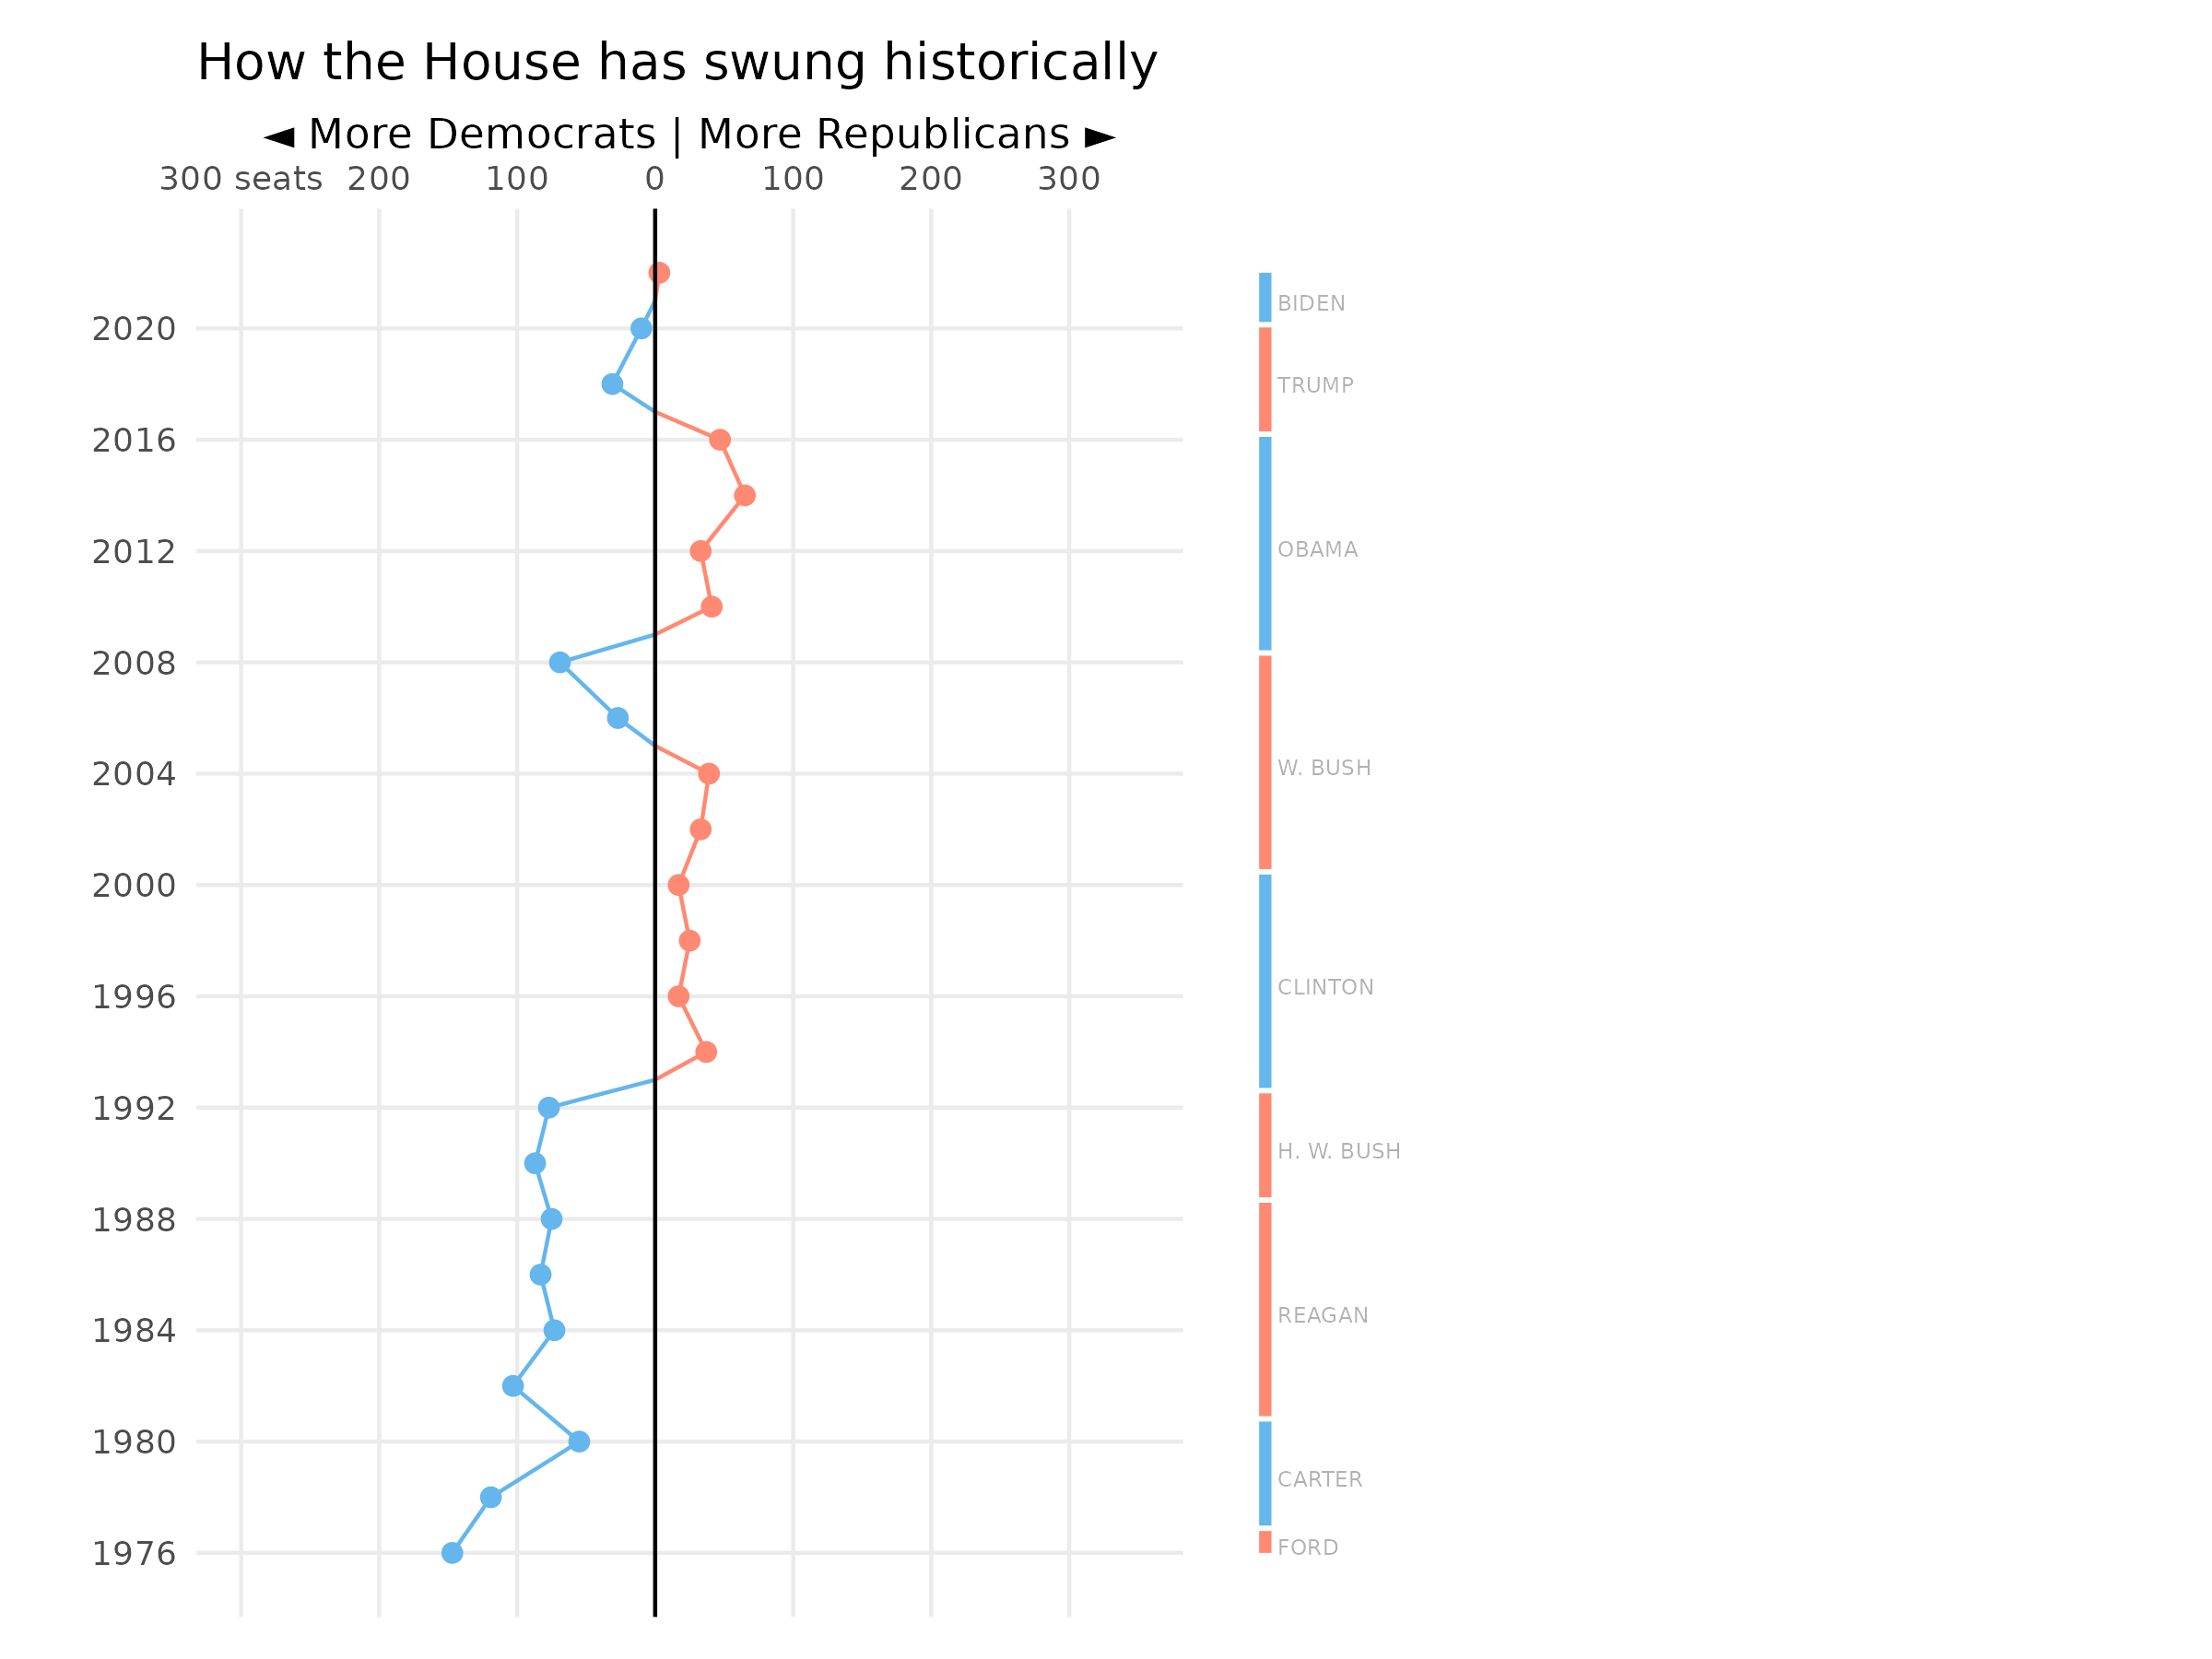 How the House has swung historically
◄ More Democrats | More Republicans ►
300 seats 200 100 0 100 200 300
BIDEN
2020
TRUMP
2016
2012 OBAMA
2008
W. BUSH
2004
2000
CLINTON
1996
1992
H. W. BUSH
1988
REAGAN
1984
1980
CARTER
FORD
1976